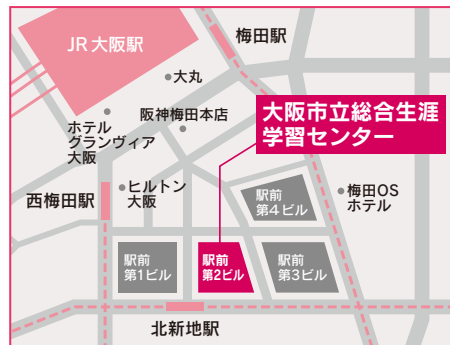 JR大阪駅
梅田駅
大丸
阪神梅田本店
大阪市立総合生涯
学習センター
ホテル
グランヴィア
大阪
西梅田駅
ヒルトン
大阪
駅前
第4ビル
梅田OS
ホテル
駅前
第1ビル
駅前
第2ビル
駅前
第3ビル
北新地駅